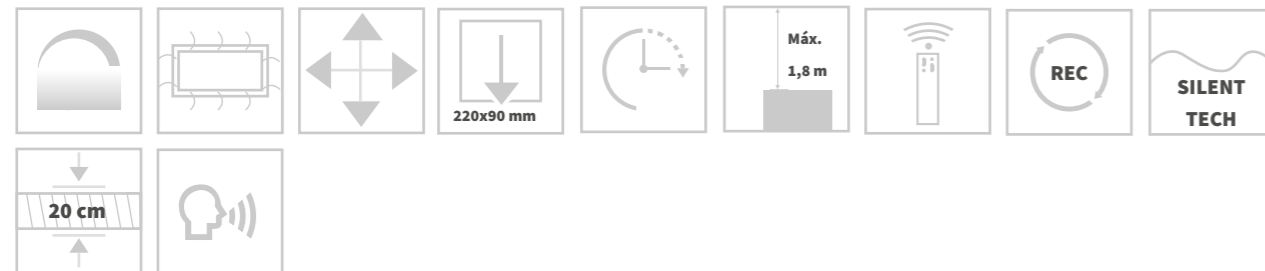 Máx.
1,8 m
220x90 mm
REC
SILENT
TECH
20 cm